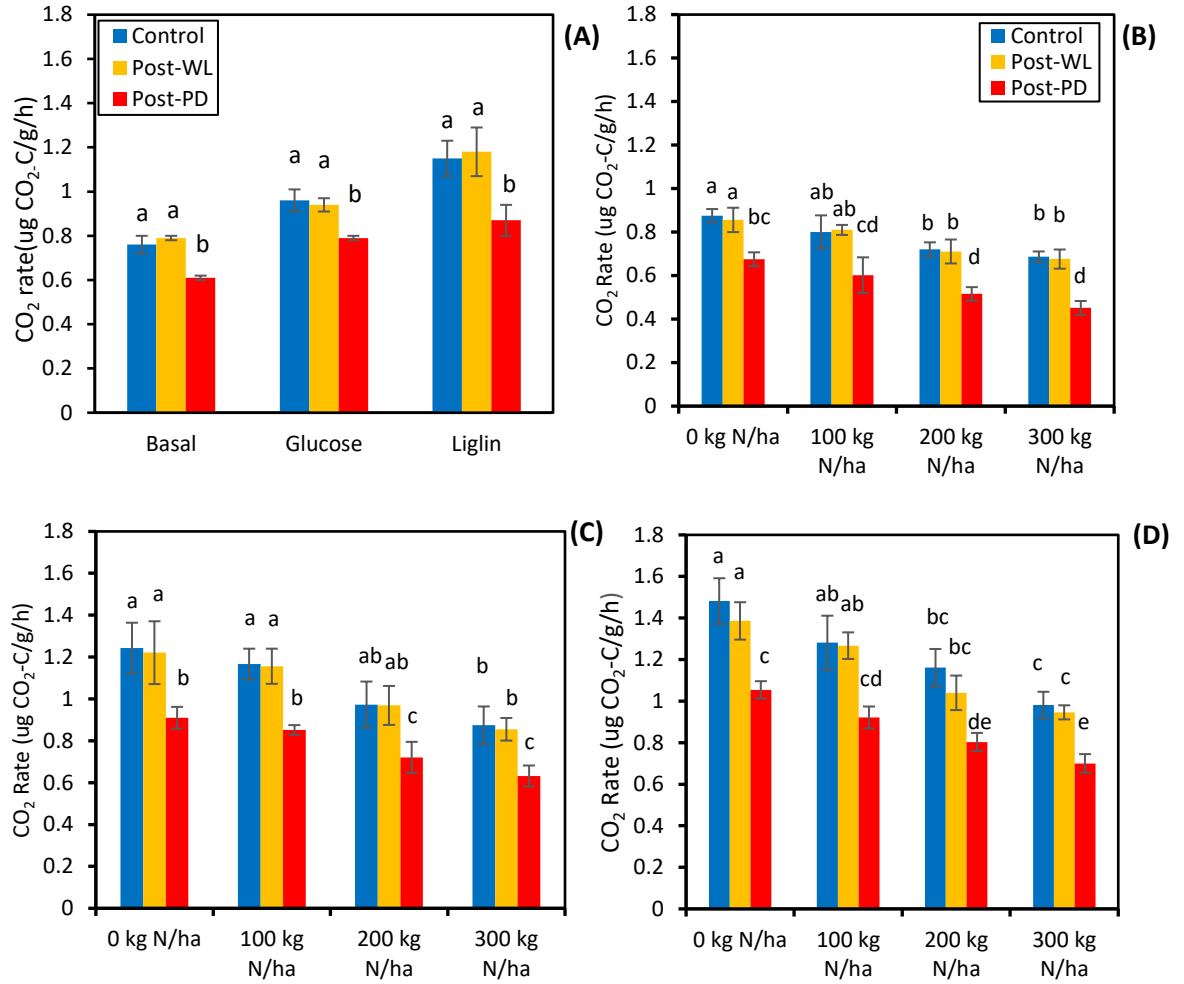 (A)
CO₂ rate(ug CO₂-C/g/h)
1.8
1.6
1.4
1.2
1
0.8
0.6
0.4
0.2
0
Control
Post-WL
Post-PD
a a b
a a b
a a b
Basal Glucose Liglin
(B)
CO₂ Rate (ug CO₂-C/g/h)
1.8
1.6
1.4
1.2
1
0.8
0.6
0.4
0.2
0
Control
Post-WL
Post-PD
a a bc
ab ab cd
b b d
b b d
0 kg N/ha 100 kg 200 kg 300 kg
N/ha N/ha N/ha
(C)
CO₂ Rate (ug CO₂-C/g/h)
1.8
1.6
1.4
1.2
1
0.8
0.6
0.4
0.2
0
a a b
a a b
ab ab c
b b c
0 kg N/ha 100 kg 200 kg 300 kg
N/ha N/ha N/ha
(D)
CO₂ Rate (ug CO₂-C/g/h)
1.8
1.6
1.4
1.2
1
0.8
0.6
0.4
0.2
0
a a c
ab ab cd
bc bc de
c c e
0 kg N/ha 100 kg 200 kg 300 kg
N/ha N/ha N/ha